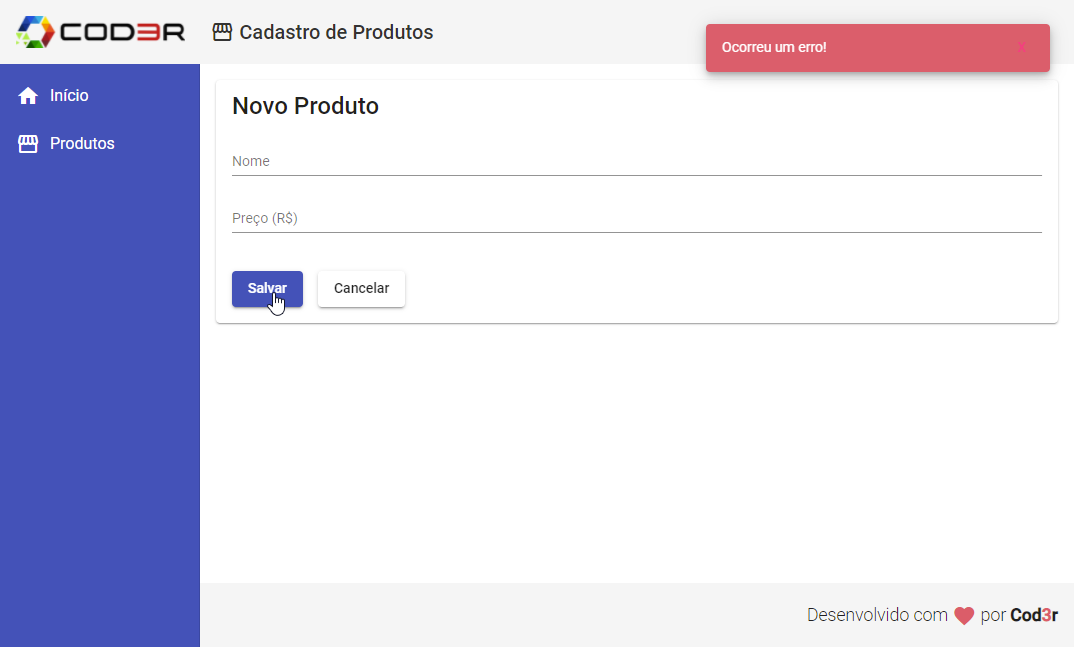 COD3R
Cadastro de Produtos
Ocorreu um erro!
X
Início
Produtos
Novo Produto
Nome
Preço (R$)
Salvar
Cancelar
Desenvolvido com por Cod3r